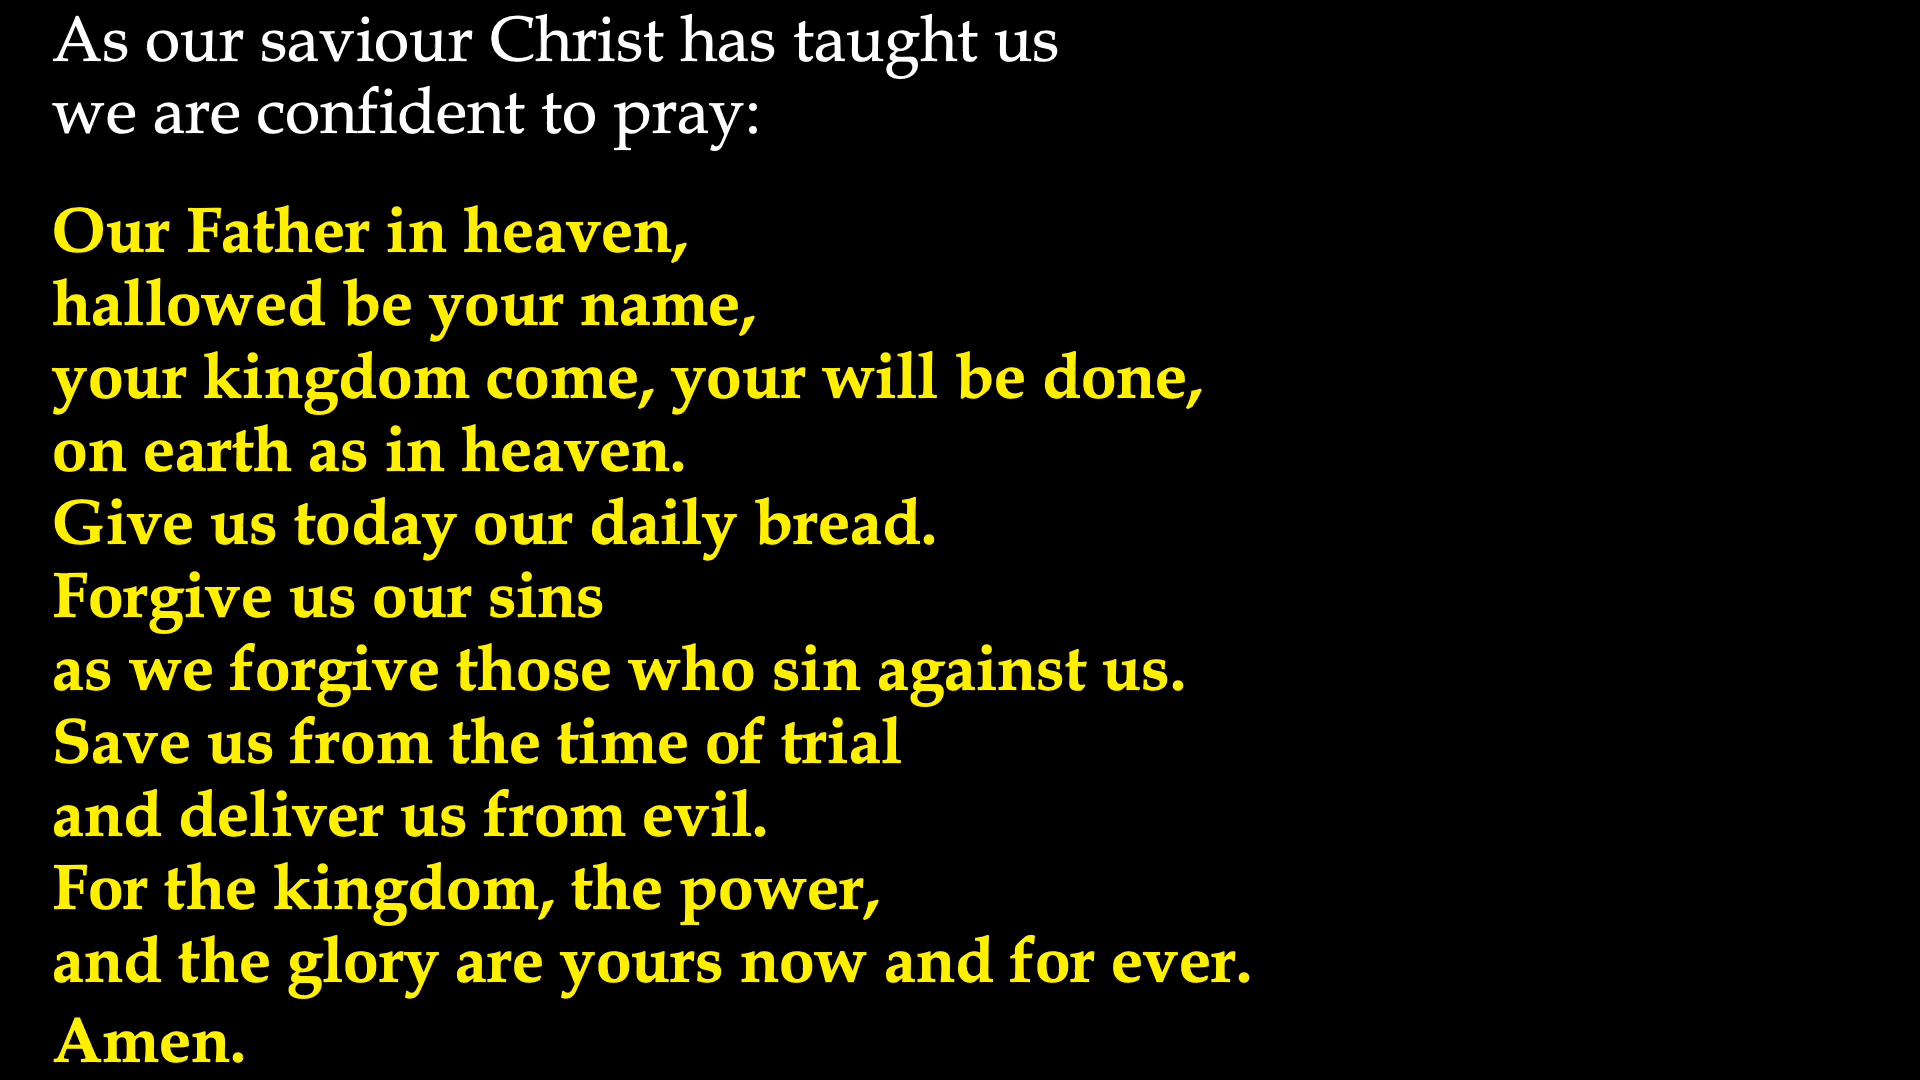 As our saviour Christ has taught us
we are confident to pray:
Our Father in heaven,
hallowed be your name,
your kingdom come, your will be done,
on earth as in heaven.
Give us today our daily bread.
Forgive us our sins
as we forgive those who sin against us.
Save us from the time of trial
and deliver us from evil.
For the kingdom, the power,
and the glory are yours now and for ever.
Amen.